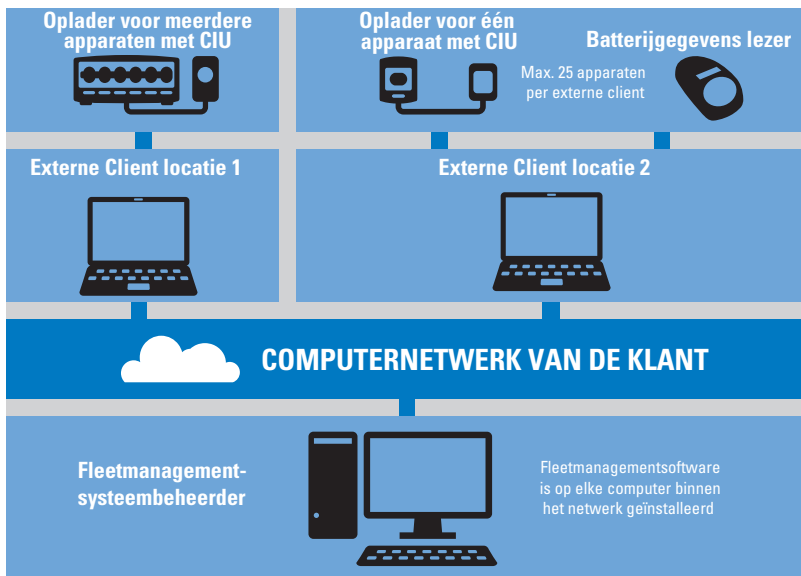 Oplader voor meerdere
apparaten met CIU
Oplader voor één
apparaat met CIU
Batterijgegevens lezer
Max. 25 apparaten
per externe client
Externe Client locatie 1
Externe Client locatie 2
COMPUTERNETWERK VAN DE KLANT
Fleetmanagement-
systeembeheerder
Fleetmanagementsoftware
is op elke computer binnen
het netwerk geïnstalleerd